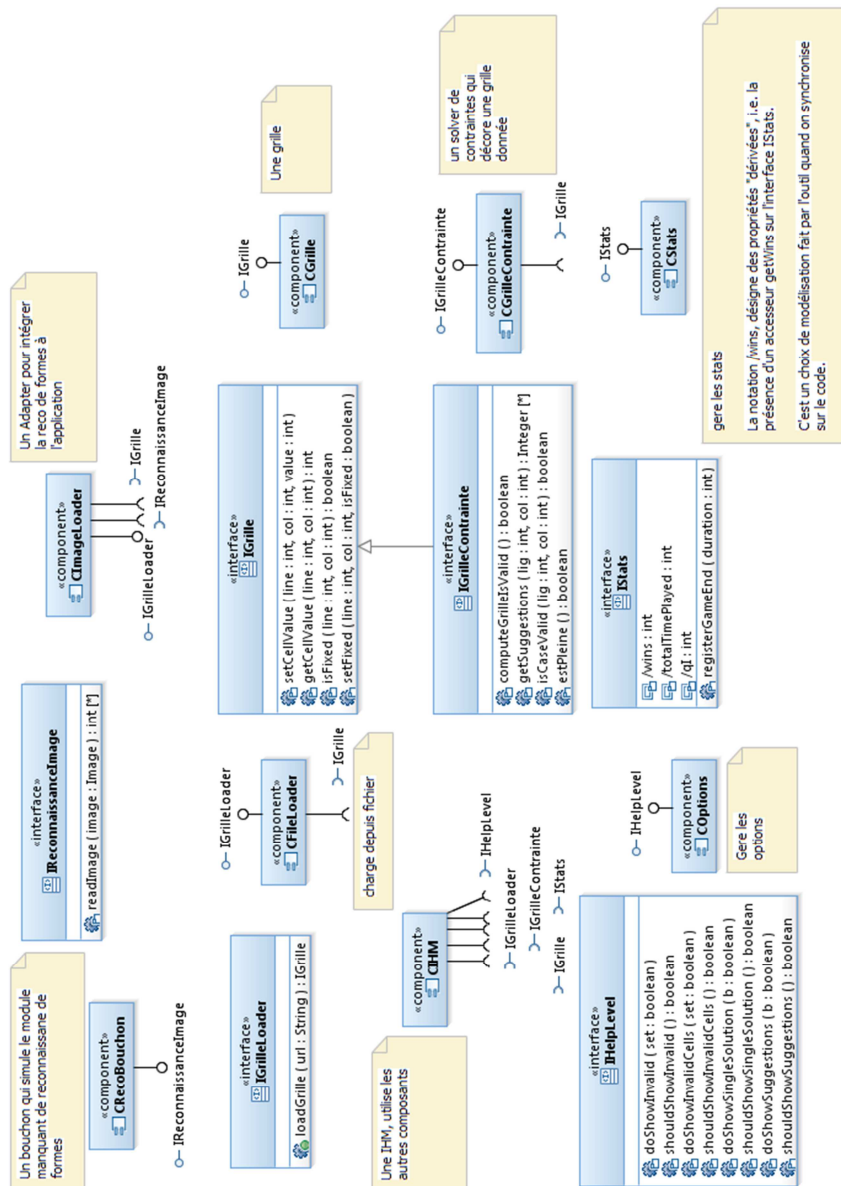 Un bouchon qui simule le module
manquant de reconnaissane de
formes
«component»
CRecoBouchon
IReconnaissanceImage
«interface»
IReconnaissanceImage
readImage ( image : Image ) : int [*]
«component»
CImageLoader
IGrilleLoader
IGrille
IReconnaissanceImage
Un Adapter pour intégrer
la reco de formes à
l'application
«interface»
IGrilleLoader
loadGrille ( url : String ) : IGrille
IGrilleLoader
«component»
CFileLoader
IGrille
charge depuis fichier
«interface»
IGrille
setCellValue ( line : int, col : int, value : int )
getCellValue ( line : int, col : int ) : int
isFixed ( line : int, col : int ) : boolean
setFixed ( line : int, col : int, isFixed : boolean )
IGrille
«component»
CGrille
Une grille
Une IHM, utilise les
autres composants
«component»
CIHM
IHelpLevel
IGrilleLoader
IGrilleContrainte
IGrille
IStats
«interface»
IGrilleContrainte
computeGrilleIsValid ( ) : boolean
getSuggestions ( lig : int, col : int ) : Integer [*]
isCaseValid ( lig : int, col : int ) : boolean
estPleine ( ) : boolean
IGrilleContrainte
«component»
CGrilleContrainte
IGrille
un solver de
contraintes qui
décore une grille
donnée
«interface»
IHelpLevel
doShowInvalid ( set : boolean )
shouldShowInvalid ( ) : boolean
doShowInvalidCells ( set : boolean )
shouldShowInvalidCells ( ) : boolean
doShowSingleSolution ( b : boolean )
shouldShowSingleSolution ( ) : boolean
doShowSuggestions ( b : boolean )
shouldShowSuggestions ( ) : boolean
IHelpLevel
«component»
COptions
Gere les
options
«interface»
IStats
/wins : int
/totalTimePlayed : int
/qI : int
registerGameEnd ( duration : int )
IStats
«component»
CStats
gere les stats
La notation /wins, désigne des propriétés "dérivées", i.e. la
présence d'un accesseur getWins sur l'interface IStats.
C'est un choix de modélisation fait par l'outil quand on synchronise
sur le code.